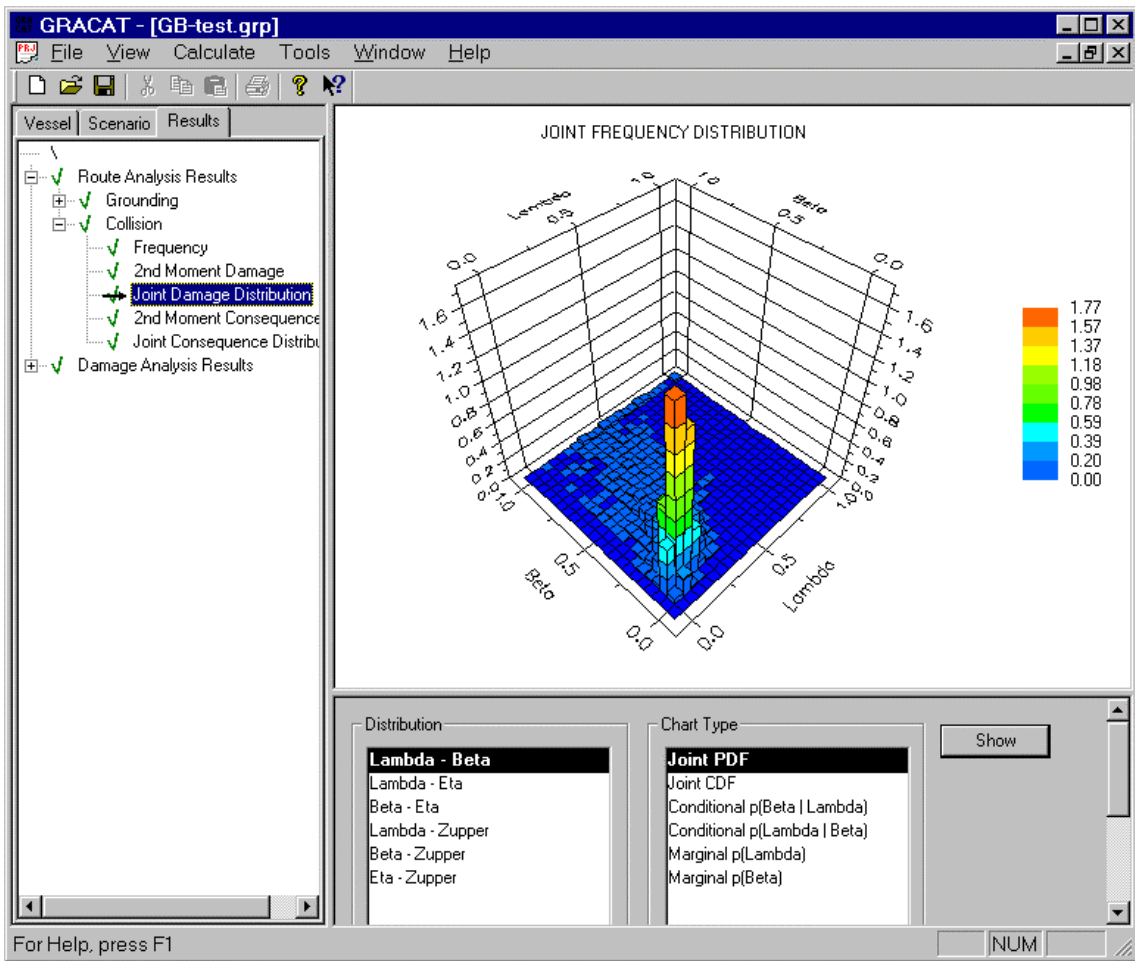 GRACAT - [GB-test.grp]
PRJ File View Calculate Tools Window Help
Vessel Scenario Results
\
Route Analysis Results
Grounding
Collision
Frequency
2nd Moment Damage
Joint Damage Distribution
2nd Moment Consequence
Joint Consequence Distribu
Damage Analysis Results
JOINT FREQUENCY DISTRIBUTION
1.0 1.0
Lambda Beta
0.5 0.5
0.0 0.0
1.6 1.6
1.4 1.4
1.2 1.2
1.0 1.0
0.8 0.8
0.6 0.6
0.4 0.4
0.2 0.2
1.0 1.0
0.5 0.5
Beta Lambda
0.0 0.0
1.77
1.57
1.37
1.18
0.98
0.78
0.59
0.39
0.20
0.00
Distribution
Lambda - Beta
Lambda - Eta
Beta - Eta
Lambda - Zupper
Beta - Zupper
Eta - Zupper
Chart Type
Joint PDF
Joint CDF
Conditional p(Beta | Lambda)
Conditional p(Lambda | Beta)
Marginal p(Lambda)
Marginal p(Beta)
Show
For Help, press F1
NUM